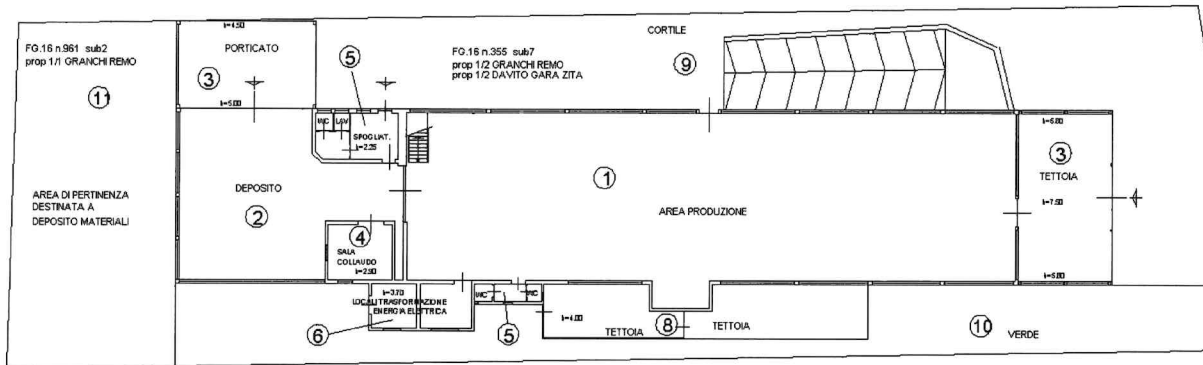 h=4.50
CORTILE
FG.16 n.961 sub2
prop 1/1 GRANCHI REMO
PORTICATO
5
FG.16 n.355 sub7
prop 1/2 GRANCHI REMO
prop 1/2 DAVITO GARA ZITA
9
3
11
h=5.00
WC
LAV
SPOGLIAT.
h=2.25
h=6.80
3
TETTOIA
1
AREA DI PERTINENZA
DESTINATA A
DEPOSITO MATERIALI
DEPOSITO
2
AREA PRODUZIONE
h=7.50
4
SALA
COLLAUDO
h=2.90
h=6.80
h=3.70
LOCALI TRASFORMAZIONE
ENERGIA ELETTRICA
WC
WC
6
5
h=4.00
TETTOIA
8
TETTOIA
10
VERDE